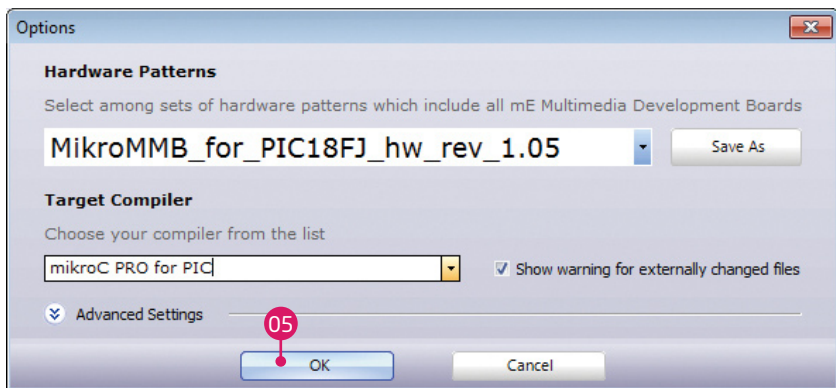 Options
Hardware Patterns
Select among sets of hardware patterns which include all mE Multimedia Development Boards
MikroMMB_for_PIC18FJ_hw_rev_1.05
Save As
Target Compiler
Choose your compiler from the list
mikroC PRO for PIC
Show warning for externally changed files
Advanced Settings
05
OK
Cancel